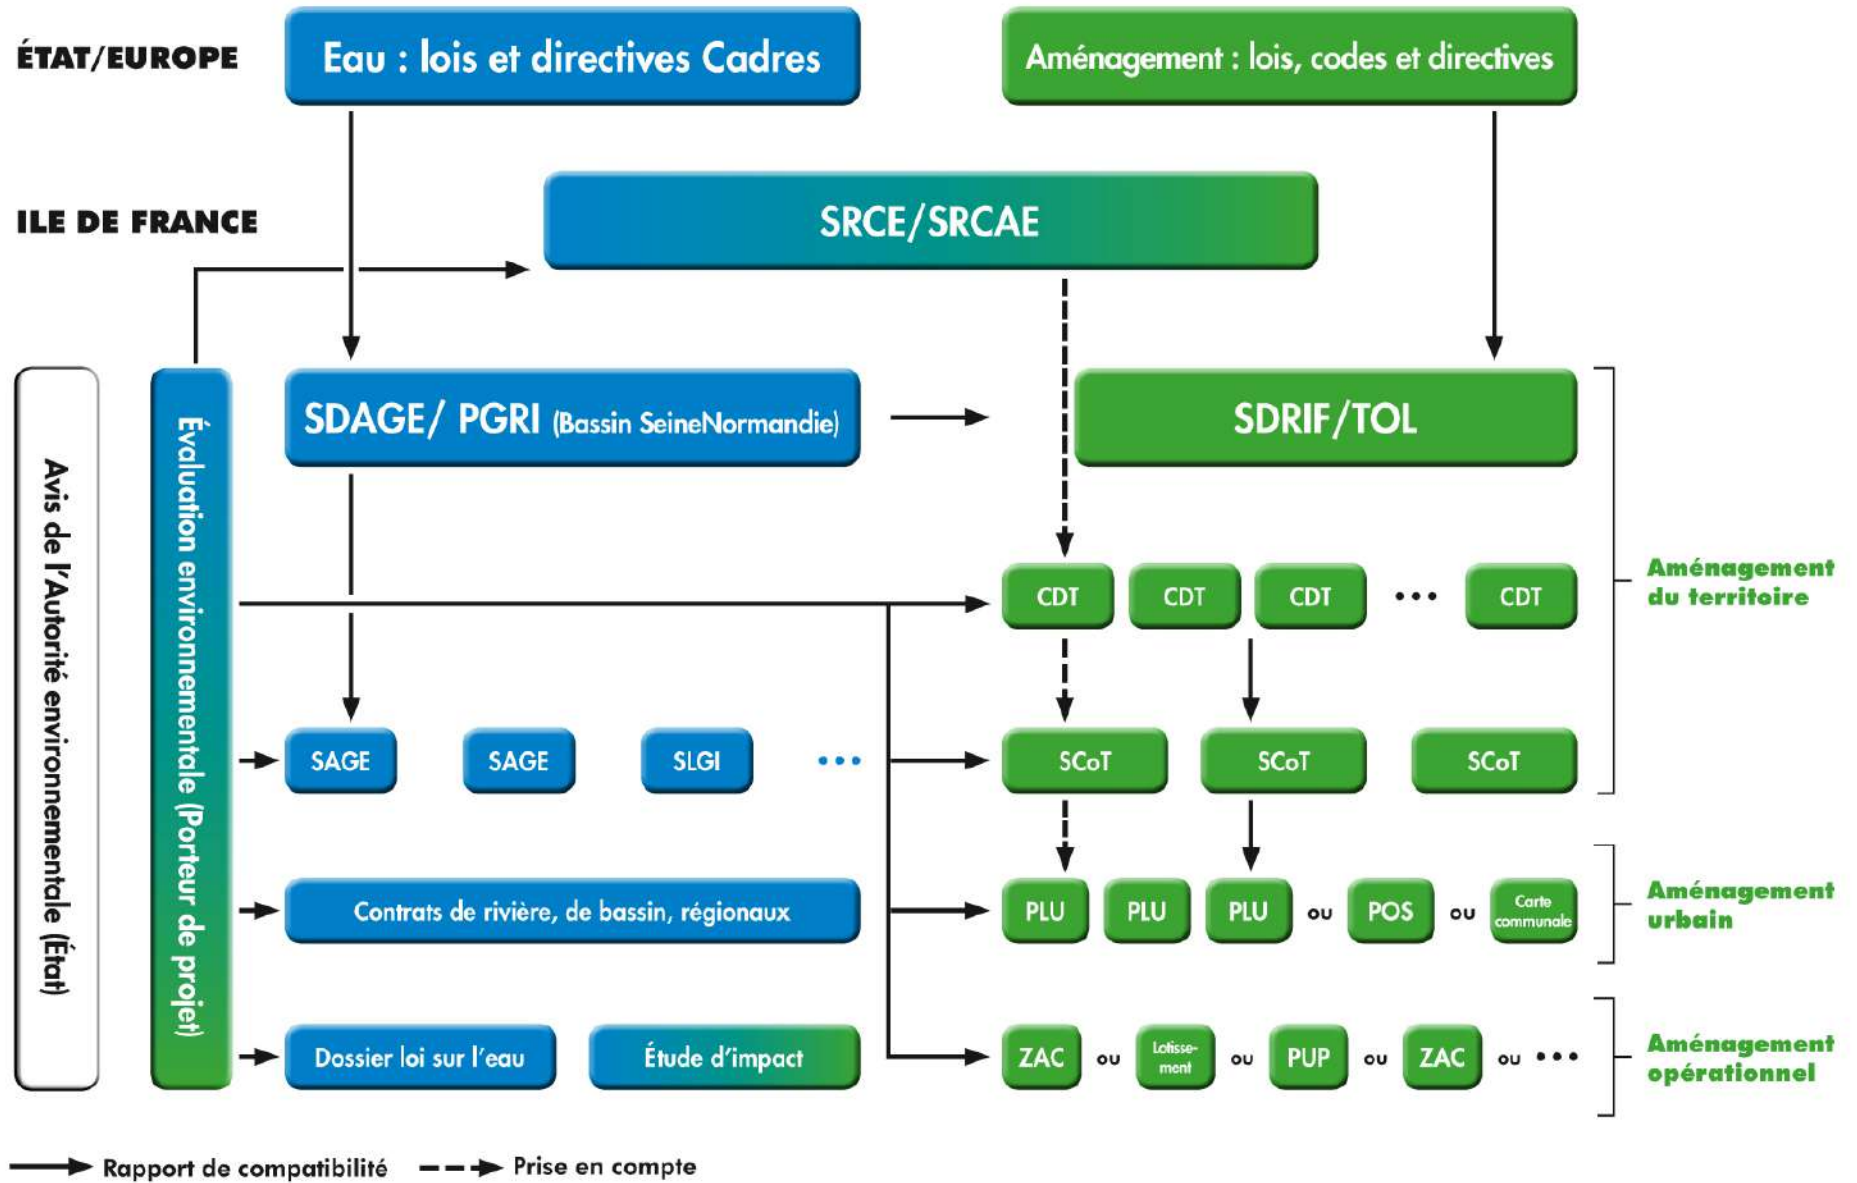 ÉTAT/EUROPE
Eau : lois et directives Cadres
Aménagement : lois, codes et directives
ILE DE FRANCE
SRCE/SRCAE
Avis de l'Autorité environnementale (État)
Évaluation environnementale (Porteur de projet)
SDAGE/ PGRI (Bassin SeineNormandie)
SDRIF/TOL
CDT
CDT
CDT
•••
CDT
Aménagement
du territoire
SAGE
SAGE
SLGI
•••
SCoT
SCoT
SCoT
Contrats de rivière, de bassin, régionaux
PLU
PLU
PLU
ou
POS
ou
Carte
communale
Aménagement
urbain
Dossier loi sur l'eau
Étude d'impact
ZAC
ou
Lotisse-
ment
ou
PUP
ou
ZAC
ou •••
Aménagement
opérationnel
Rapport de compatibilité
Prise en compte